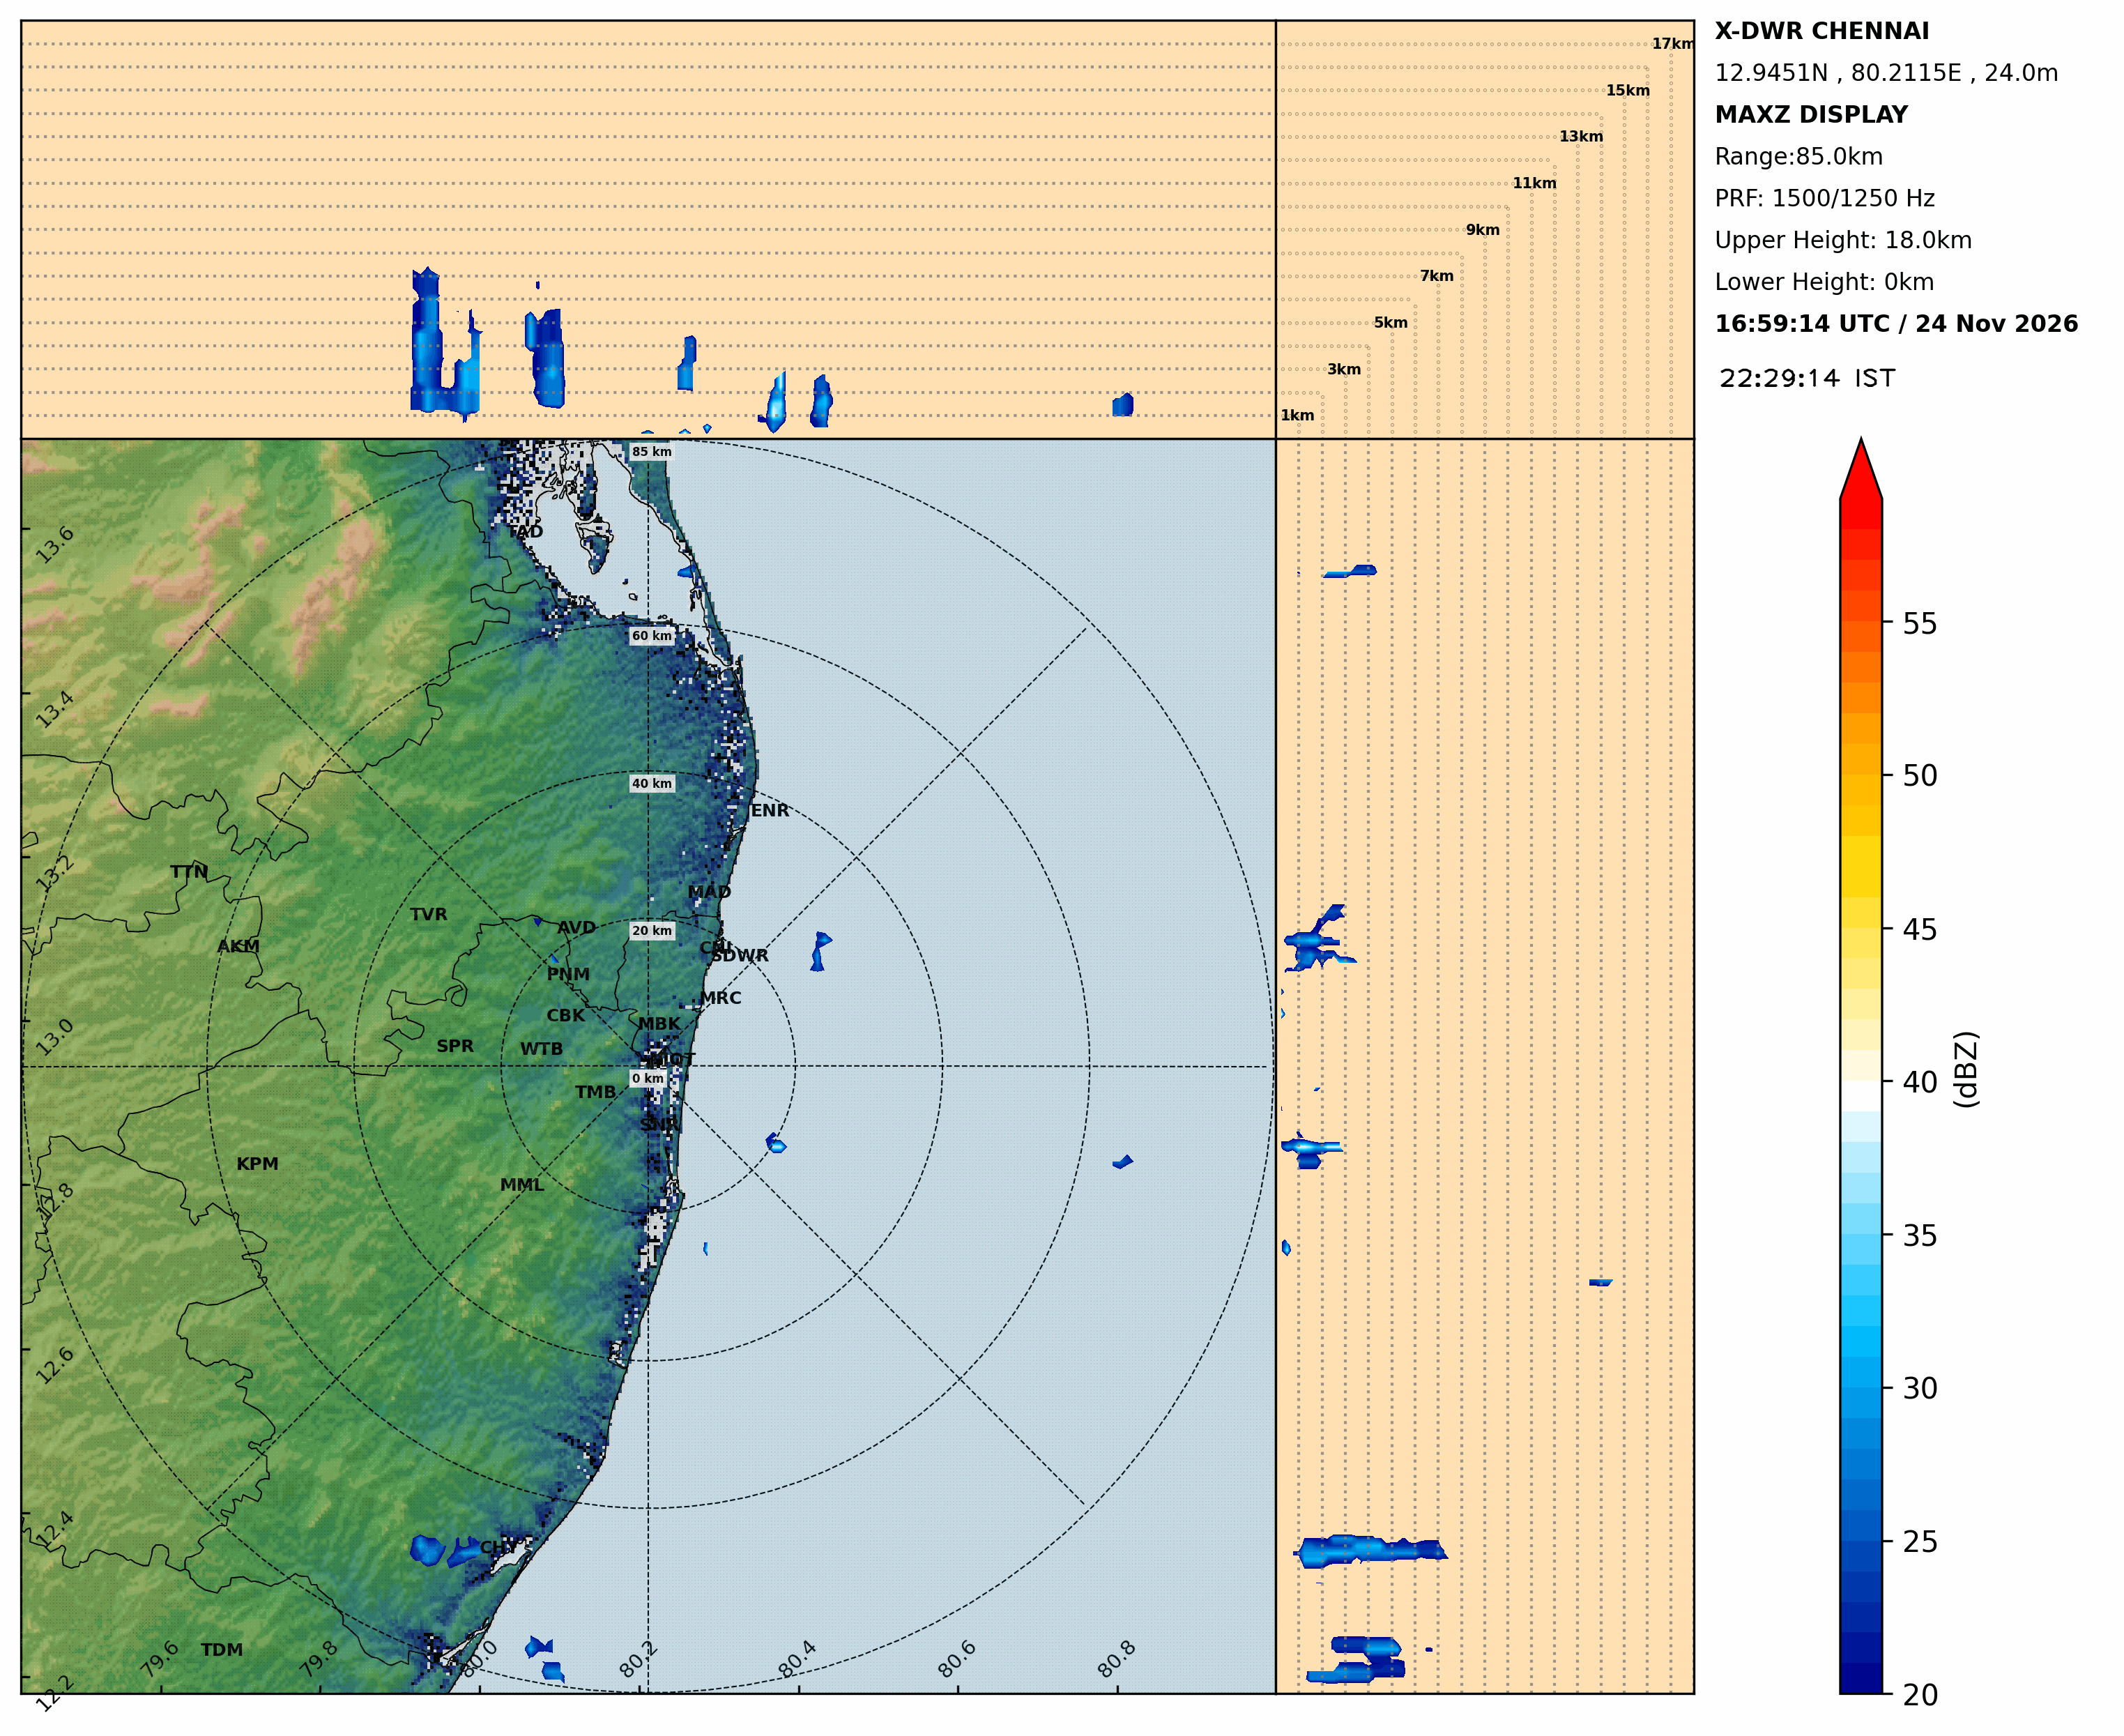 X-DWR CHENNAI
12.9451N , 80.2115E , 24.0m
MAXZ DISPLAY
Range:85.0km
PRF: 1500/1250 Hz
Upper Height: 18.0km
Lower Height: 0km
16:59:14 UTC / 24 Nov 2026
22:29:14 IST
17km
15km
13km
11km
9km
7km
5km
3km
1km
85 km
60 km
40 km
20 km
0 km
TAD
ENR
TTN
MAD
TVR
AVD
AKM
CNI
SDWR
PNM
MRC
CBK
MBK
SPR
WTB
TMB
SNR
KPM
MML
CHY
TDM
13.6
13.4
13.2
13.0
12.8
12.6
12.4
12.2
79.6
79.8
80.0
80.2
80.4
80.6
80.8
55
50
45
40
35
30
25
20
(dBZ)